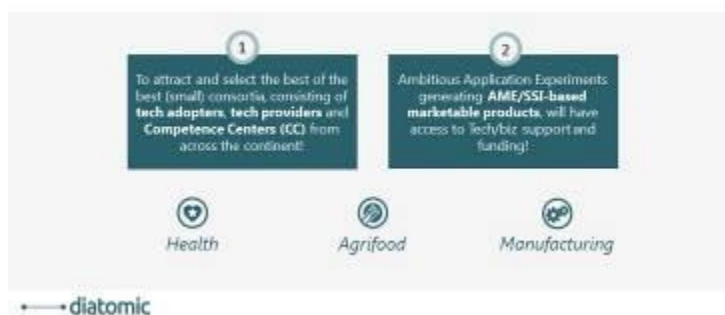 1
To attract and select the best of the
best (small) consortia, consisting of
tech adopters, tech providers and
Competence Centers (CC) from
across the continent!
2
Ambitious Application Experiments
generating AME/SSI-based
marketable products, will have
access to Tech/biz support and
funding!
Health
Agrifood
Manufacturing
diatomic